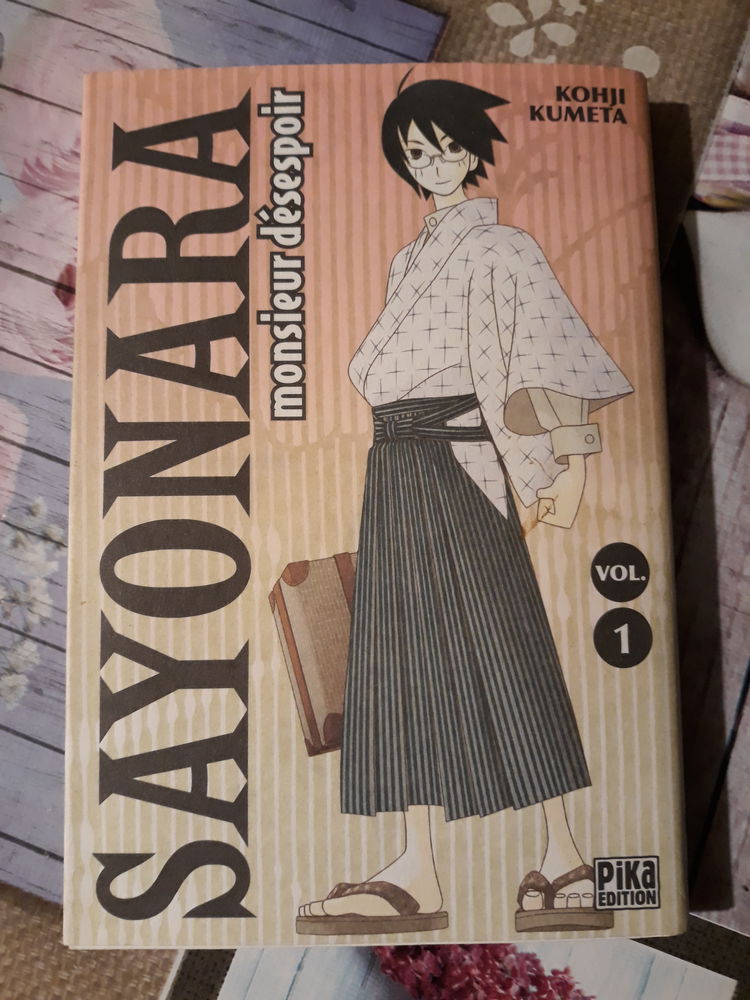 SAYONARA
monsieur désespoir
KOHJI
KUMETA
VOL.
1
PiKa
EDITION